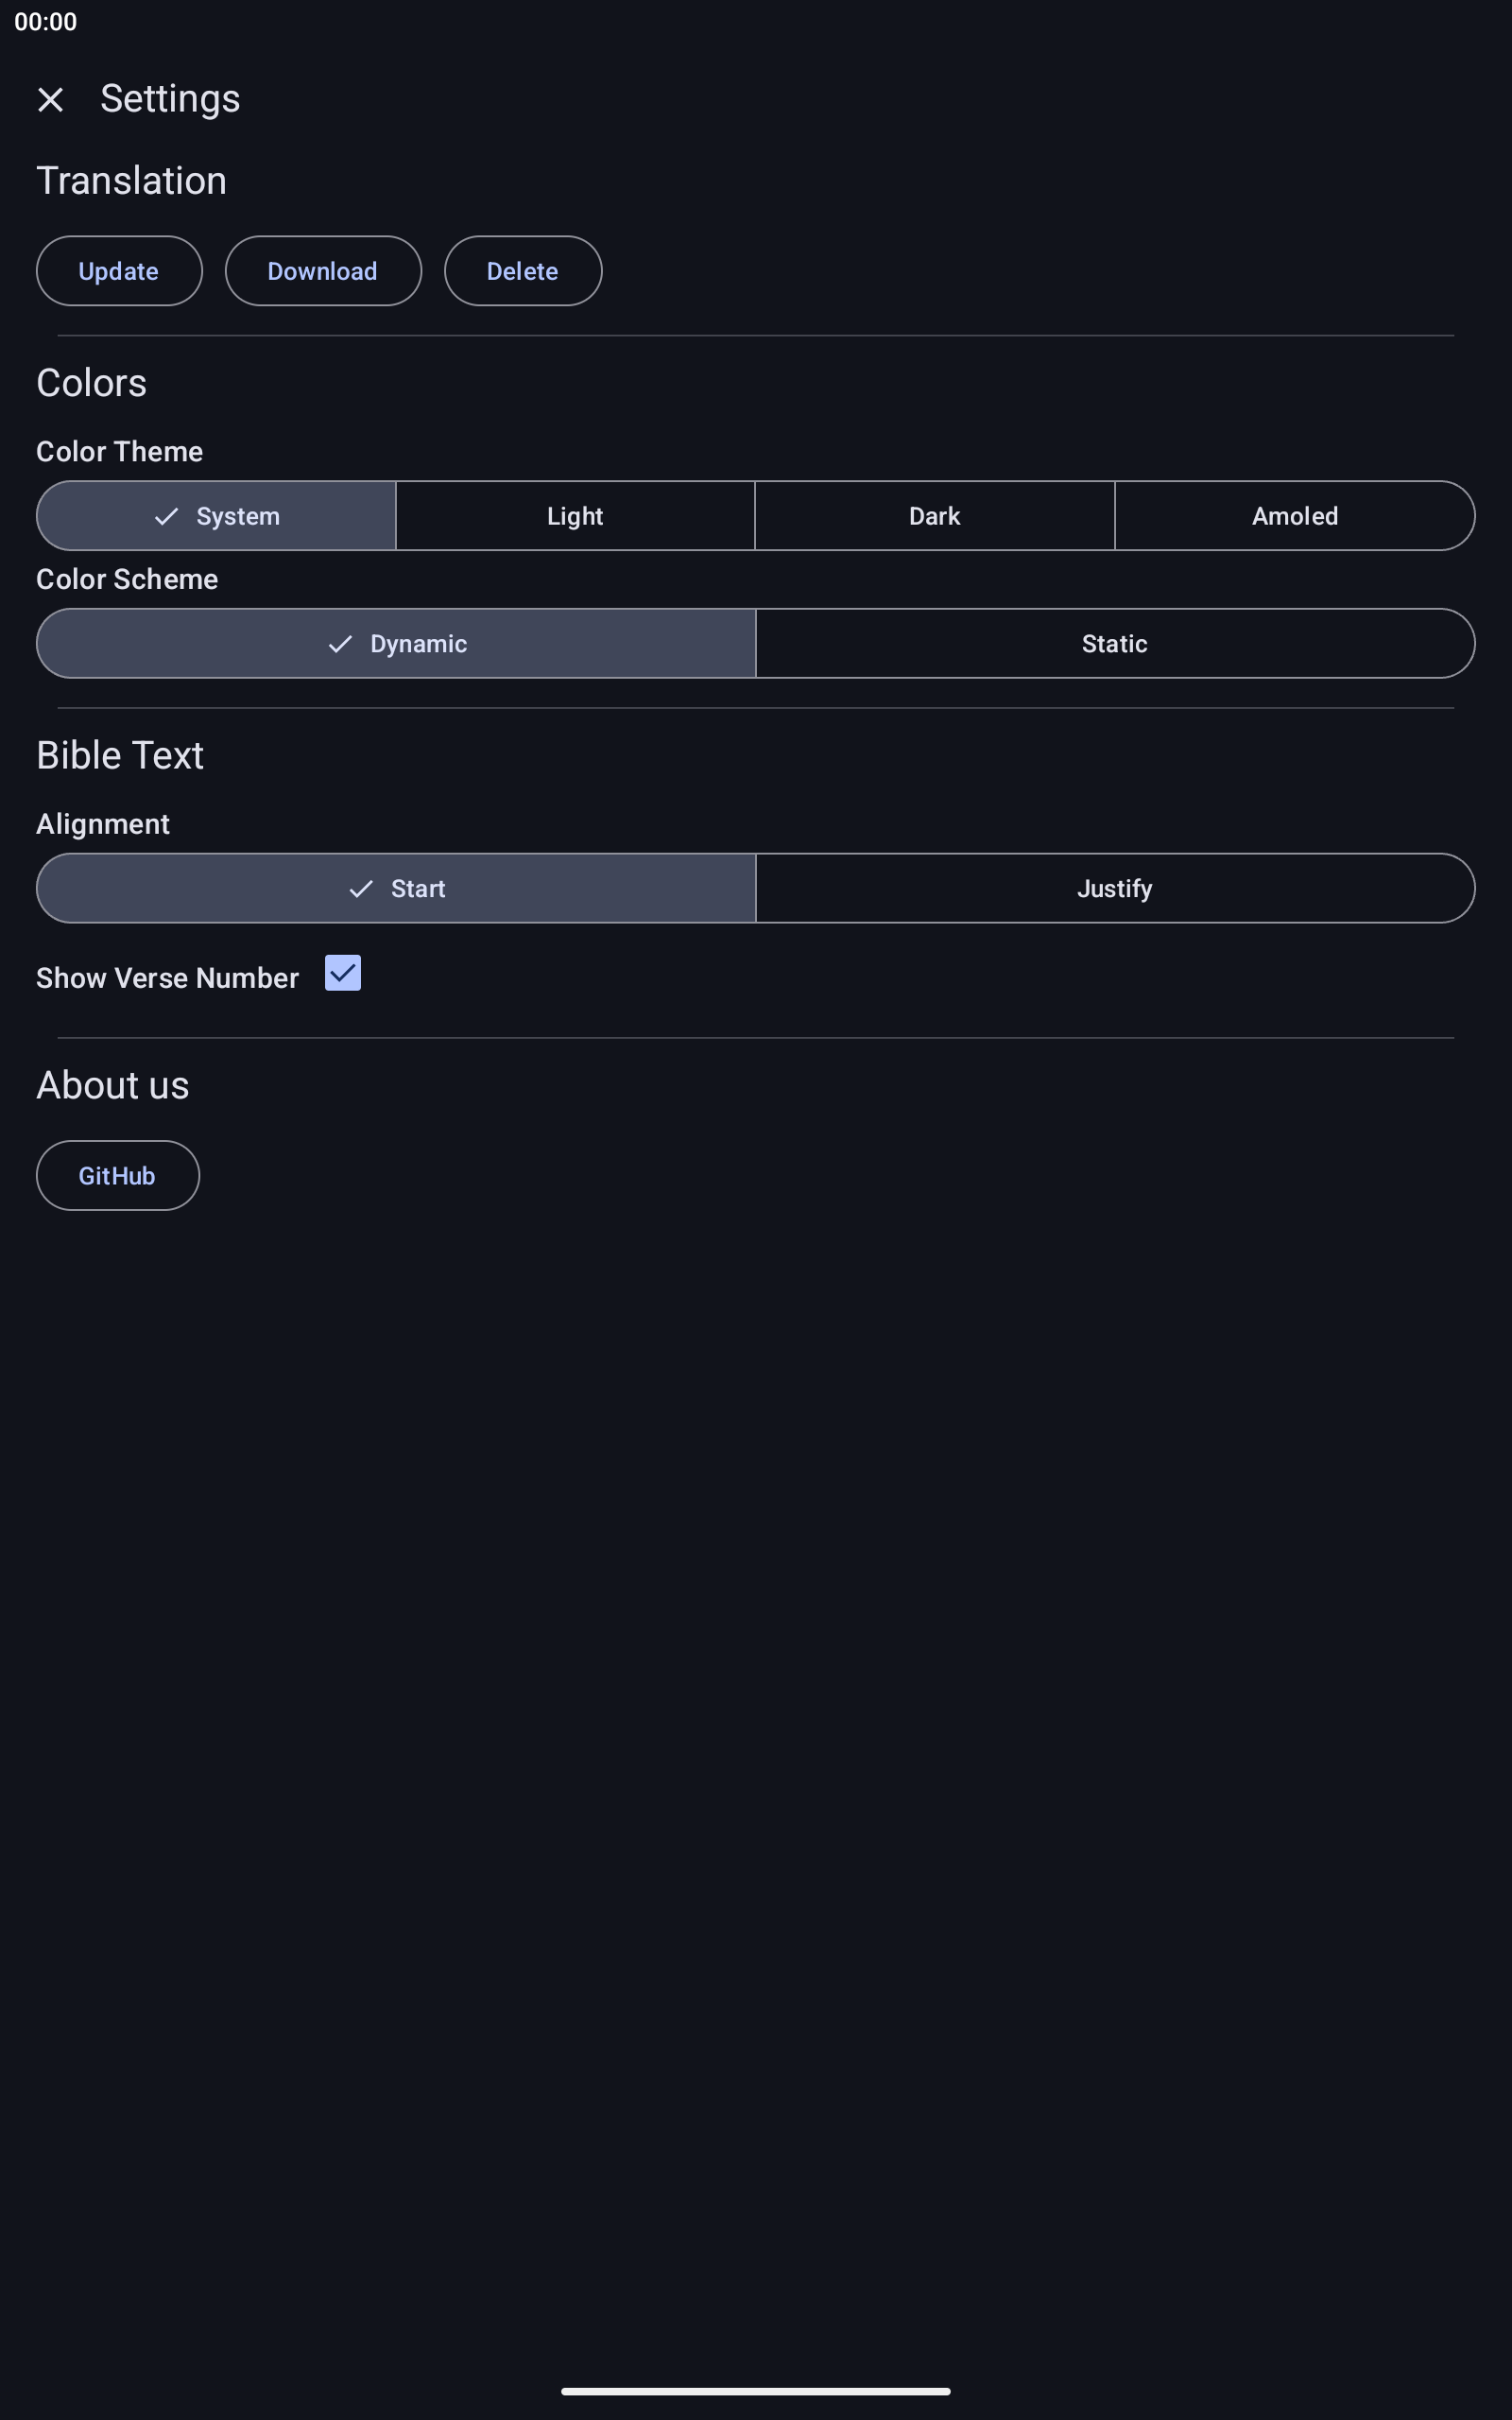 00:00
Settings
Translation
Update Download Delete
Colors
Color Theme
System Light Dark Amoled
Color Scheme
Dynamic Static
Bible Text
Alignment
Start Justify
Show Verse Number
About us
GitHub